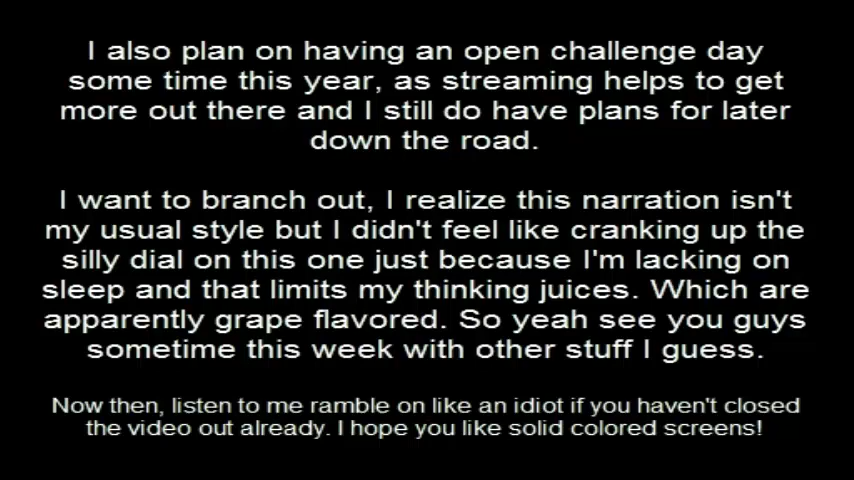 I also plan on having an open challenge day
some time this year, as streaming helps to get
more out there and I still do have plans for later
down the road.
I want to branch out, I realize this narration isn't
my usual style but I didn't feel like cranking up the
silly dial on this one just because I'm lacking on
sleep and that limits my thinking juices. Which are
apparently grape flavored. So yeah see you guys
sometime this week with other stuff I guess.
Now then, listen to me ramble on like an idiot if you haven't closed
the video out already. I hope you like solid colored screens!